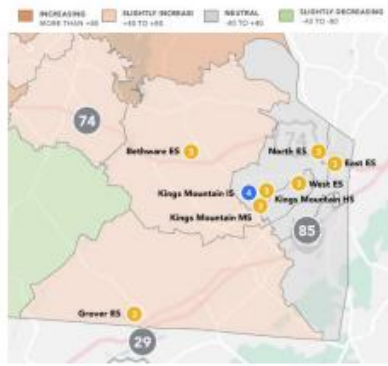 INCREASING
MORE THAN +80
SLIGHTLY INCREASI
+40 TO +80
NEUTRAL
-40 TO +40
SLIGHTLY DECREASING
-40 TO -80
74
74
Bethware ES
North ES
East ES
West ES
Kings Mountain IS
Kings Mountain HS
Kings Mountain MS
85
Grover ES
29